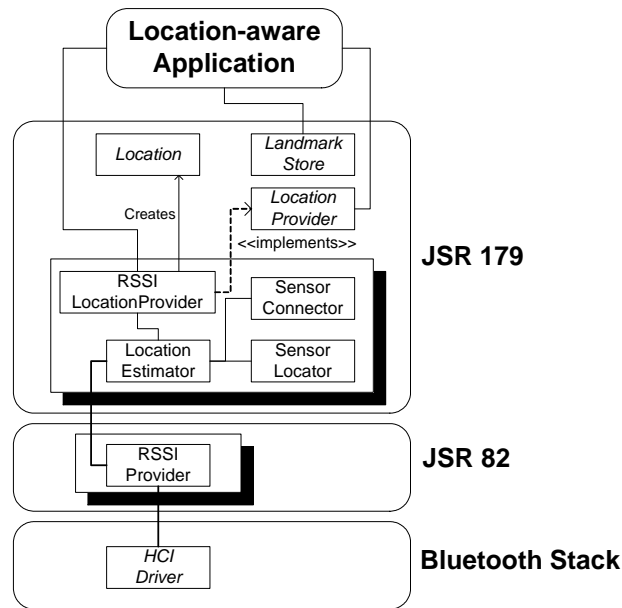 Location-aware
Application
Location
Landmark
Store
Location
Provider
Creates
<<implements>>
JSR 179
RSSI
LocationProvider
Sensor
Connector
Location
Estimator
Sensor
Locator
RSSI
Provider
JSR 82
HCI
Driver
Bluetooth Stack